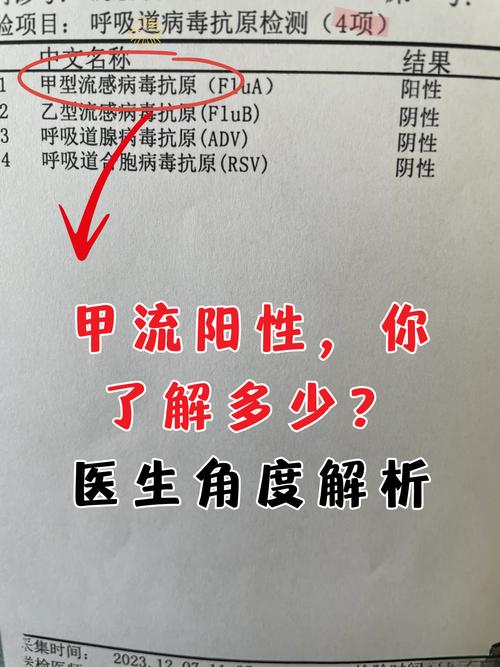 检项目：呼吸道病毒抗原检测（4项）
中文名称 结果
1 甲型流感病毒抗原（FluA） 阳性
2 乙型流感病毒抗原(FluB) 阴性
3 呼吸道腺病毒抗原(ADV) 阴性
4 呼吸道合胞病毒抗原(RSV) 阴性
甲流阳性，你
了解多少？
医生角度解析
采集时间：
2023.12.07